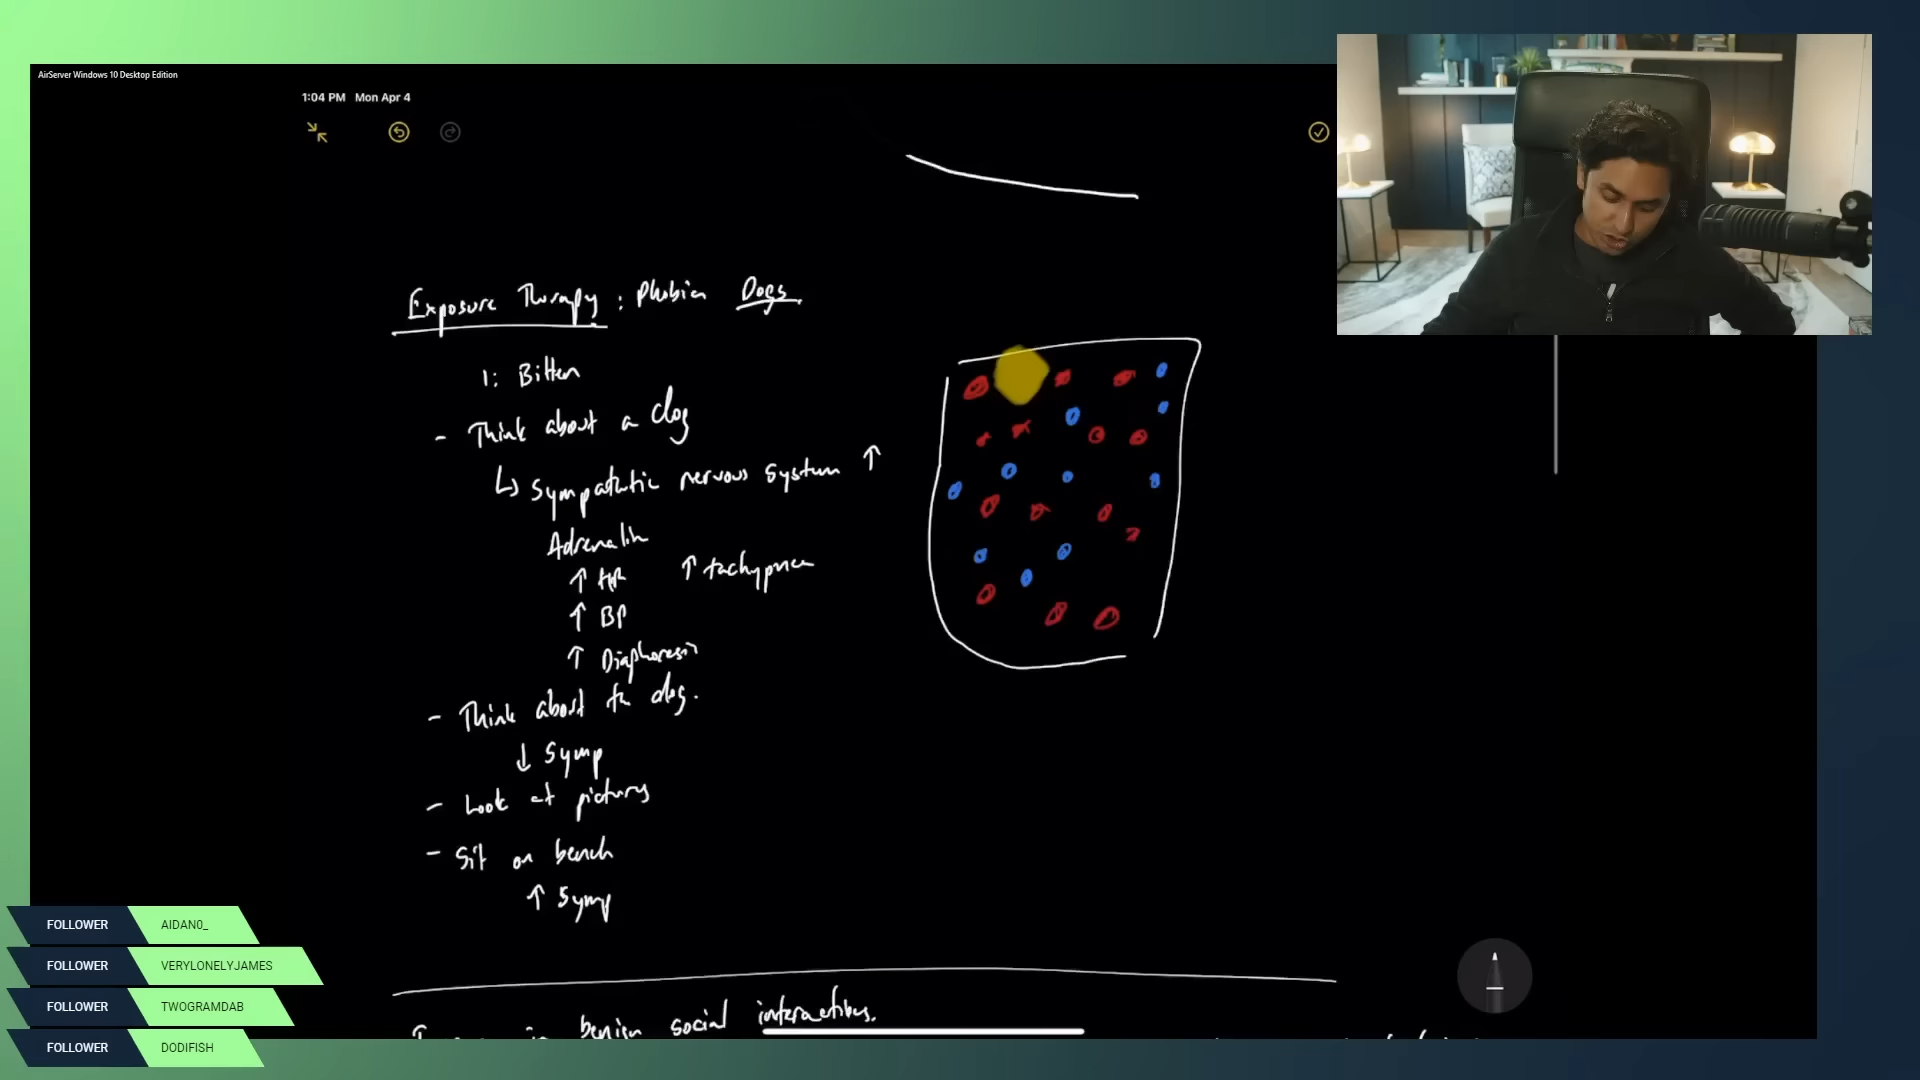 AirServer Windows 10 Desktop Edition
1:04 PM Mon Apr 4
Exposure Therapy : Phobia Dogs
1: Bitten
- Think about a dog
↳ Sympathetic nervous system ↑
Adrenalin
↑ HR ↑ tachypnea
↑ BP
↑ Diaphoresis
- Think about the dog.
↓ Symp
- Look at pictures
- Sit on bench
↑ Symp
benign social interactions.
FOLLOWER AIDAN0_
FOLLOWER VERYLONELYJAMES
FOLLOWER TWOGRAMDAB
FOLLOWER DODIFISH